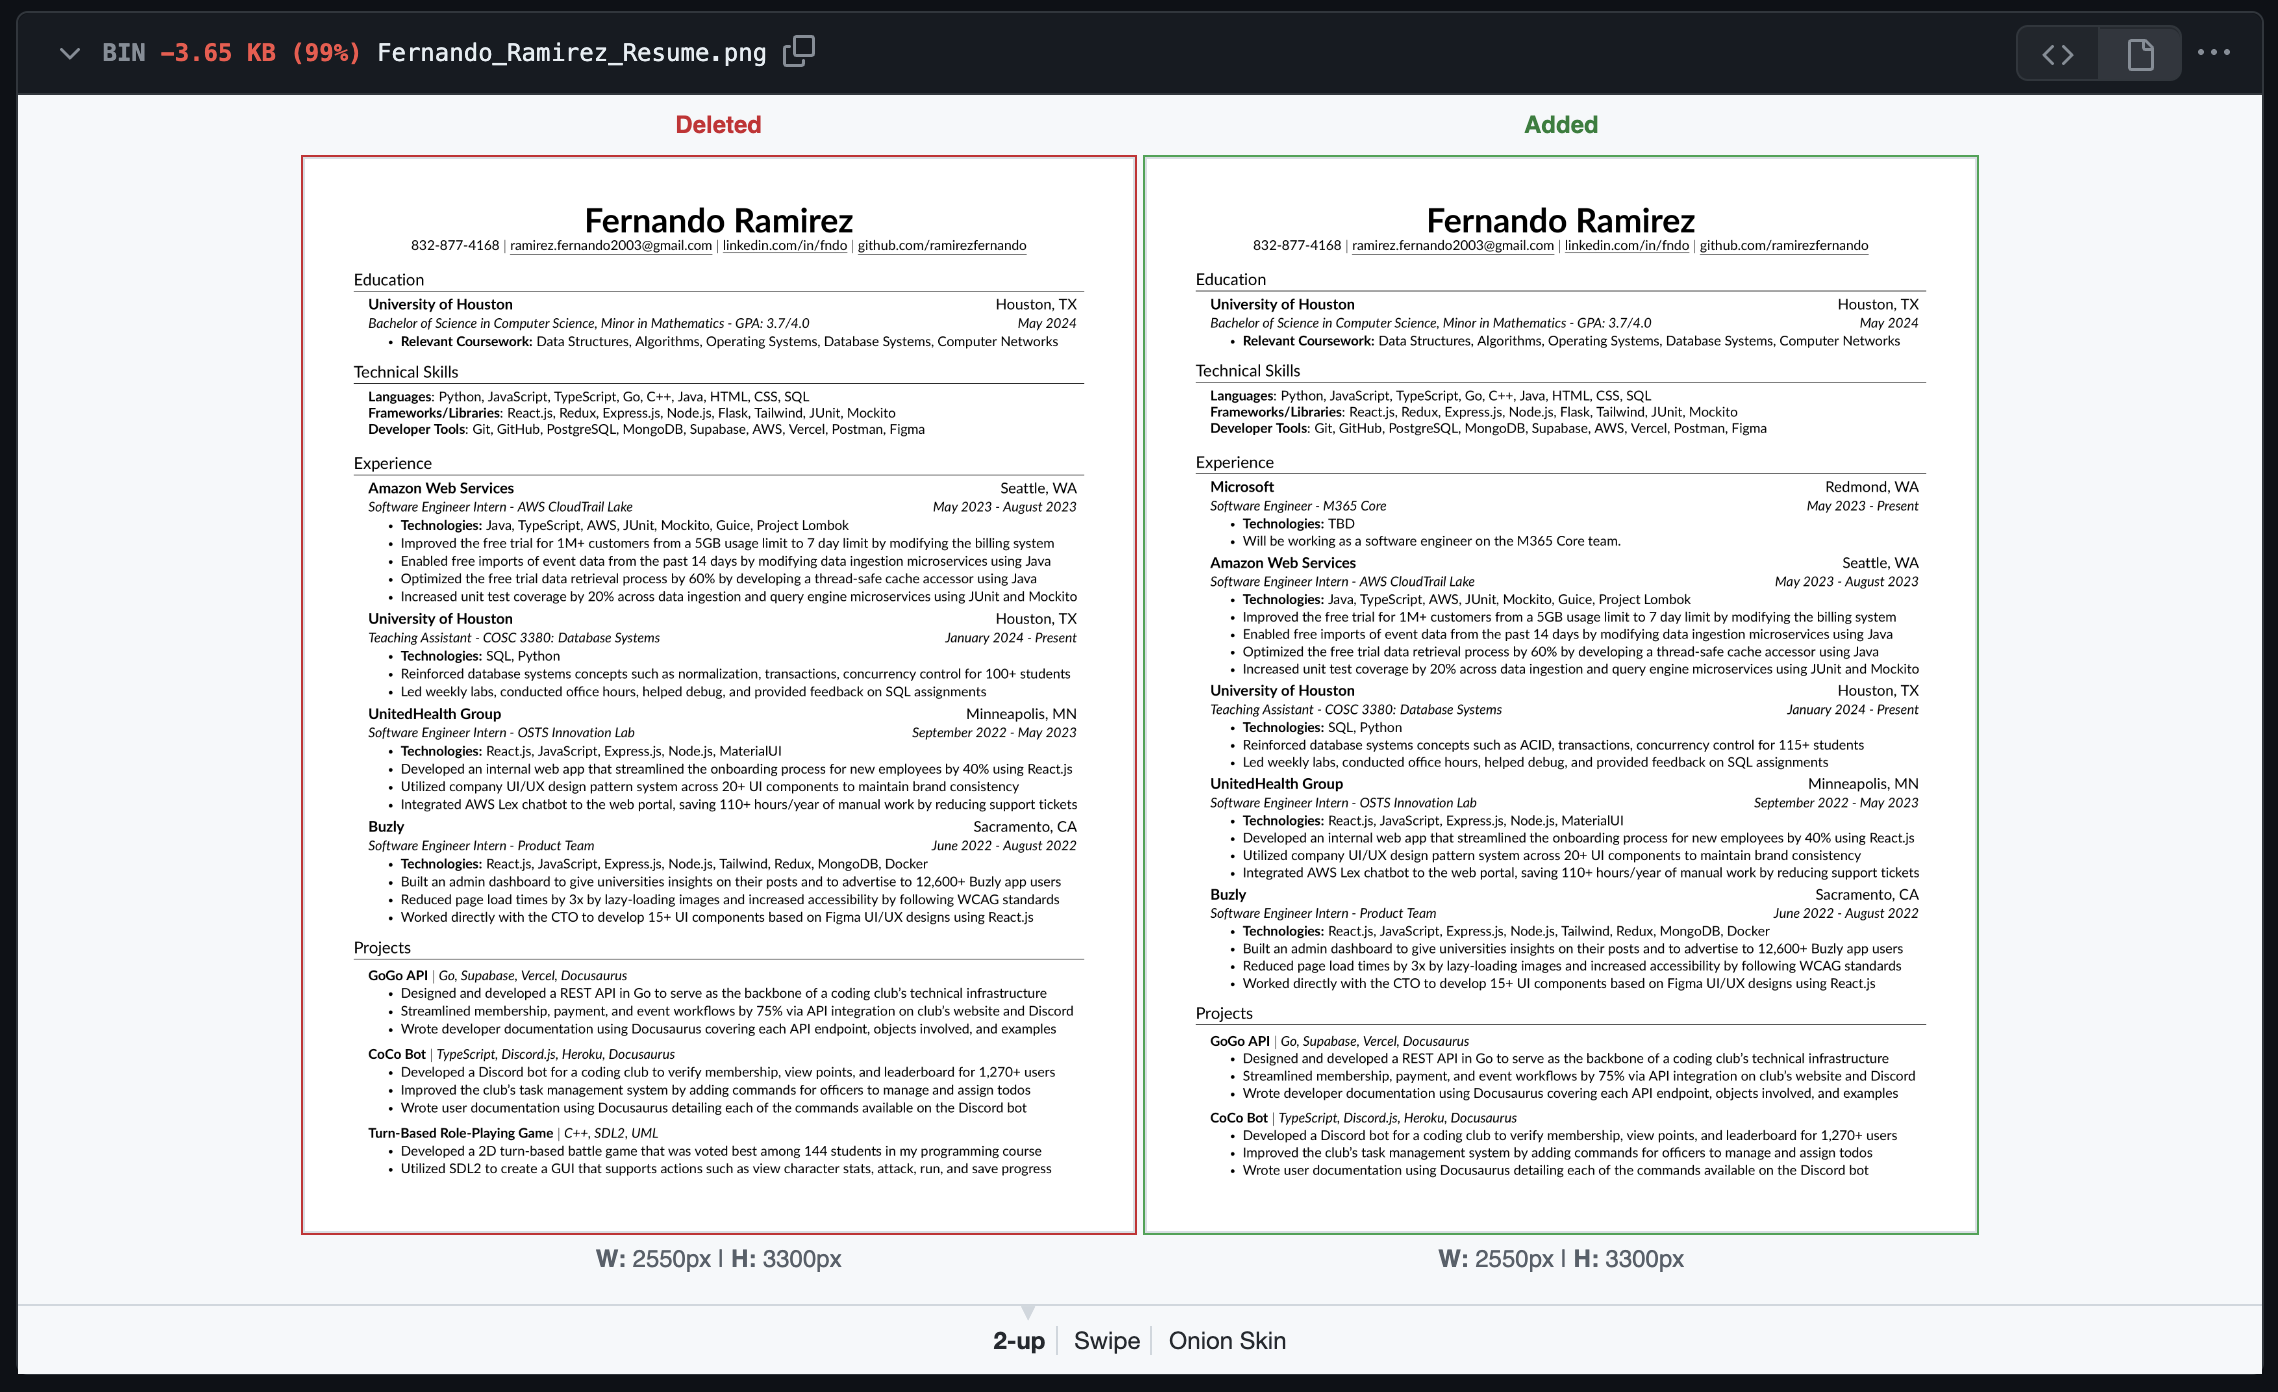 BIN −3.65 KB (99%) Fernando_Ramirez_Resume.png
Deleted
Fernando Ramirez
832-877-4168 | ramirez.fernando2003@gmail.com | linkedin.com/in/fndo | github.com/ramirezfernando
Education
University of Houston Houston, TX
Bachelor of Science in Computer Science, Minor in Mathematics - GPA: 3.7/4.0 May 2024
• Relevant Coursework: Data Structures, Algorithms, Operating Systems, Database Systems, Computer Networks
Technical Skills
Languages: Python, JavaScript, TypeScript, Go, C++, Java, HTML, CSS, SQL
Frameworks/Libraries: React.js, Redux, Express.js, Node.js, Flask, Tailwind, JUnit, Mockito
Developer Tools: Git, GitHub, PostgreSQL, MongoDB, Supabase, AWS, Vercel, Postman, Figma
Experience
Amazon Web Services Seattle, WA
Software Engineer Intern - AWS CloudTrail Lake May 2023 - August 2023
• Technologies: Java, TypeScript, AWS, JUnit, Mockito, Guice, Project Lombok
• Improved the free trial for 1M+ customers from a 5GB usage limit to 7 day limit by modifying the billing system
• Enabled free imports of event data from the past 14 days by modifying data ingestion microservices using Java
• Optimized the free trial data retrieval process by 60% by developing a thread-safe cache accessor using Java
• Increased unit test coverage by 20% across data ingestion and query engine microservices using JUnit and Mockito
University of Houston Houston, TX
Teaching Assistant - COSC 3380: Database Systems January 2024 - Present
• Technologies: SQL, Python
• Reinforced database systems concepts such as normalization, transactions, concurrency control for 100+ students
• Led weekly labs, conducted office hours, helped debug, and provided feedback on SQL assignments
UnitedHealth Group Minneapolis, MN
Software Engineer Intern - OSTS Innovation Lab September 2022 - May 2023
• Technologies: React.js, JavaScript, Express.js, Node.js, MaterialUI
• Developed an internal web app that streamlined the onboarding process for new employees by 40% using React.js
• Utilized company UI/UX design pattern system across 20+ UI components to maintain brand consistency
• Integrated AWS Lex chatbot to the web portal, saving 110+ hours/year of manual work by reducing support tickets
Buzly Sacramento, CA
Software Engineer Intern - Product Team June 2022 - August 2022
• Technologies: React.js, JavaScript, Express.js, Node.js, Tailwind, Redux, MongoDB, Docker
• Built an admin dashboard to give universities insights on their posts and to advertise to 12,600+ Buzly app users
• Reduced page load times by 3x by lazy-loading images and increased accessibility by following WCAG standards
• Worked directly with the CTO to develop 15+ UI components based on Figma UI/UX designs using React.js
Projects
GoGo API | Go, Supabase, Vercel, Docusaurus
• Designed and developed a REST API in Go to serve as the backbone of a coding club's technical infrastructure
• Streamlined membership, payment, and event workflows by 75% via API integration on club's website and Discord
• Wrote developer documentation using Docusaurus covering each API endpoint, objects involved, and examples
CoCo Bot | TypeScript, Discord.js, Heroku, Docusaurus
• Developed a Discord bot for a coding club to verify membership, view points, and leaderboard for 1,270+ users
• Improved the club's task management system by adding commands for officers to manage and assign todos
• Wrote user documentation using Docusaurus detailing each of the commands available on the Discord bot
Turn-Based Role-Playing Game | C++, SDL2, UML
• Developed a 2D turn-based battle game that was voted best among 144 students in my programming course
• Utilized SDL2 to create a GUI that supports actions such as view character stats, attack, run, and save progress
W: 2550px | H: 3300px
Added
Fernando Ramirez
832-877-4168 | ramirez.fernando2003@gmail.com | linkedin.com/in/fndo | github.com/ramirezfernando
Education
University of Houston Houston, TX
Bachelor of Science in Computer Science, Minor in Mathematics - GPA: 3.7/4.0 May 2024
• Relevant Coursework: Data Structures, Algorithms, Operating Systems, Database Systems, Computer Networks
Technical Skills
Languages: Python, JavaScript, TypeScript, Go, C++, Java, HTML, CSS, SQL
Frameworks/Libraries: React.js, Redux, Express.js, Node.js, Flask, Tailwind, JUnit, Mockito
Developer Tools: Git, GitHub, PostgreSQL, MongoDB, Supabase, AWS, Vercel, Postman, Figma
Experience
Microsoft Redmond, WA
Software Engineer - M365 Core May 2023 - Present
• Technologies: TBD
• Will be working as a software engineer on the M365 Core team.
Amazon Web Services Seattle, WA
Software Engineer Intern - AWS CloudTrail Lake May 2023 - August 2023
• Technologies: Java, TypeScript, AWS, JUnit, Mockito, Guice, Project Lombok
• Improved the free trial for 1M+ customers from a 5GB usage limit to 7 day limit by modifying the billing system
• Enabled free imports of event data from the past 14 days by modifying data ingestion microservices using Java
• Optimized the free trial data retrieval process by 60% by developing a thread-safe cache accessor using Java
• Increased unit test coverage by 20% across data ingestion and query engine microservices using JUnit and Mockito
University of Houston Houston, TX
Teaching Assistant - COSC 3380: Database Systems January 2024 - Present
• Technologies: SQL, Python
• Reinforced database systems concepts such as ACID, transactions, concurrency control for 115+ students
• Led weekly labs, conducted office hours, helped debug, and provided feedback on SQL assignments
UnitedHealth Group Minneapolis, MN
Software Engineer Intern - OSTS Innovation Lab September 2022 - May 2023
• Technologies: React.js, JavaScript, Express.js, Node.js, MaterialUI
• Developed an internal web app that streamlined the onboarding process for new employees by 40% using React.js
• Utilized company UI/UX design pattern system across 20+ UI components to maintain brand consistency
• Integrated AWS Lex chatbot to the web portal, saving 110+ hours/year of manual work by reducing support tickets
Buzly Sacramento, CA
Software Engineer Intern - Product Team June 2022 - August 2022
• Technologies: React.js, JavaScript, Express.js, Node.js, Tailwind, Redux, MongoDB, Docker
• Built an admin dashboard to give universities insights on their posts and to advertise to 12,600+ Buzly app users
• Reduced page load times by 3x by lazy-loading images and increased accessibility by following WCAG standards
• Worked directly with the CTO to develop 15+ UI components based on Figma UI/UX designs using React.js
Projects
GoGo API | Go, Supabase, Vercel, Docusaurus
• Designed and developed a REST API in Go to serve as the backbone of a coding club's technical infrastructure
• Streamlined membership, payment, and event workflows by 75% via API integration on club's website and Discord
• Wrote developer documentation using Docusaurus covering each API endpoint, objects involved, and examples
CoCo Bot | TypeScript, Discord.js, Heroku, Docusaurus
• Developed a Discord bot for a coding club to verify membership, view points, and leaderboard for 1,270+ users
• Improved the club's task management system by adding commands for officers to manage and assign todos
• Wrote user documentation using Docusaurus detailing each of the commands available on the Discord bot
W: 2550px | H: 3300px
2-up Swipe Onion Skin